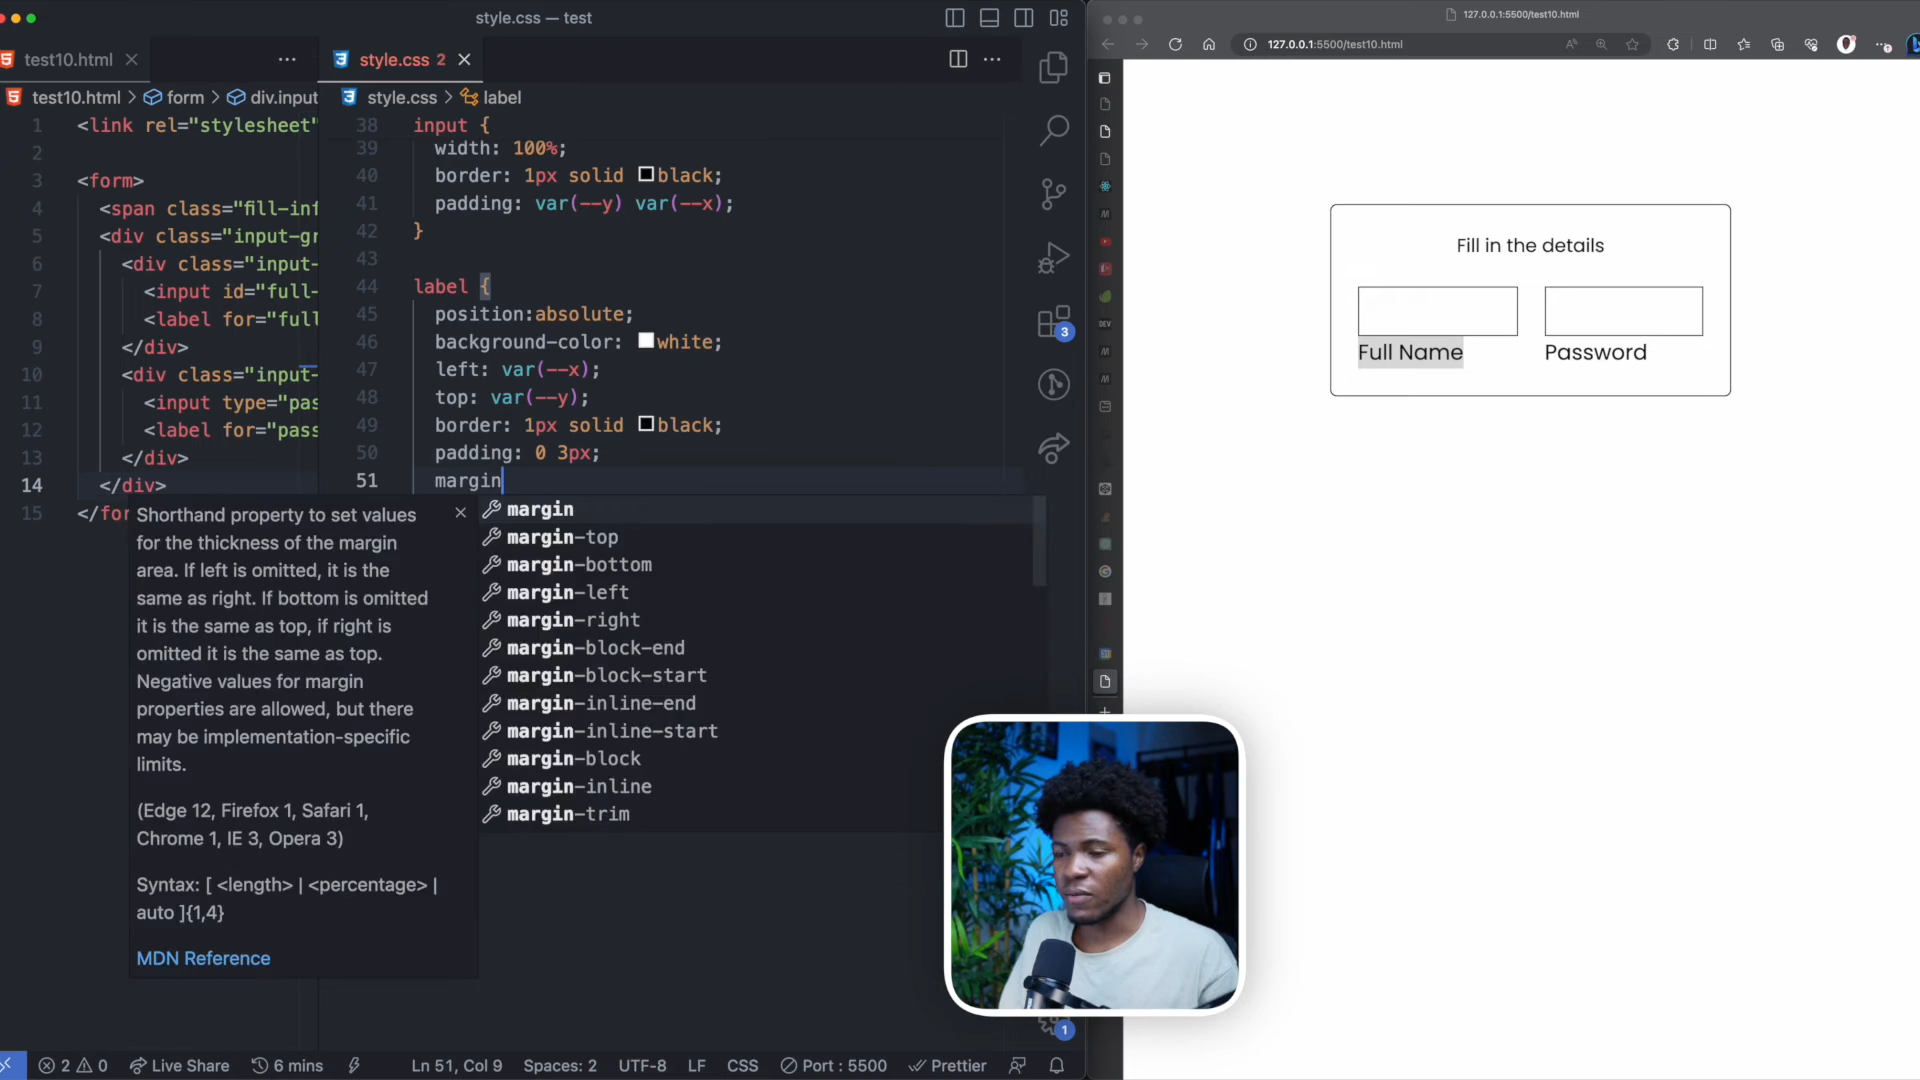 style.css — test
test10.html
style.css 2
test10.html > form > div.input
style.css > label
1 <link rel="stylesheet"
2
3 <form>
4 <span class="fill-inf
5 <div class="input-gr
6 <div class="input-
7 <input id="full-
8 <label for="full
9 </div>
10 <div class="input-
11 <input type="pas
12 <label for="pass
13 </div>
14 </div>
15 </for
38 input {
39 width: 100%;
40 border: 1px solid black;
41 padding: var(--y) var(--x);
42 }
43
44 label {
45 position:absolute;
46 background-color: white;
47 left: var(--x);
48 top: var(--y);
49 border: 1px solid black;
50 padding: 0 3px;
51 margin
Shorthand property to set values
for the thickness of the margin
area. If left is omitted, it is the
same as right. If bottom is omitted
it is the same as top, if right is
omitted it is the same as top.
Negative values for margin
properties are allowed, but there
may be implementation-specific
limits.
(Edge 12, Firefox 1, Safari 1,
Chrome 1, IE 3, Opera 3)
Syntax: [ <length> | <percentage> |
auto ]{1,4}
MDN Reference
margin
margin-top
margin-bottom
margin-left
margin-right
margin-block-end
margin-block-start
margin-inline-end
margin-inline-start
margin-block
margin-inline
margin-trim
3
1
2 0 Live Share 6 mins Ln 51, Col 9 Spaces: 2 UTF-8 LF CSS Port : 5500 Prettier
127.0.0.1:5500/test10.html
127.0.0.1:5500/test10.html
DEV
Fill in the details
Full Name
Password